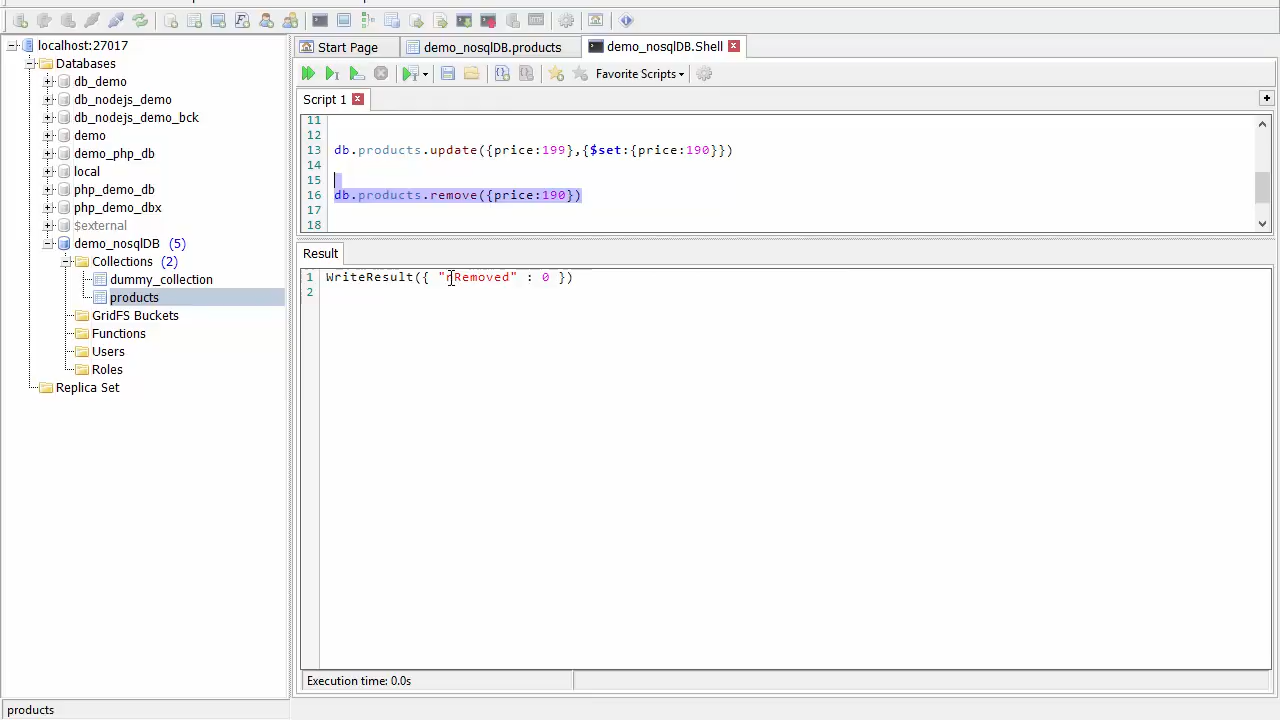 localhost:27017
Databases
db_demo
db_nodejs_demo
db_nodejs_demo_bck
demo
demo_php_db
local
php_demo_db
php_demo_dbx
$external
demo_nosqlDB (5)
Collections (2)
dummy_collection
products
GridFS Buckets
Functions
Users
Roles
Replica Set
products
Start Page
demo_nosqlDB.products
demo_nosqlDB.Shell
Favorite Scripts
Script 1
11
12
13 db.products.update({price:199},{$set:{price:190}})
14
15
16 db.products.remove({price:190})
17
18
Result
1 WriteResult({ "nRemoved" : 0 })
2
Execution time: 0.0s